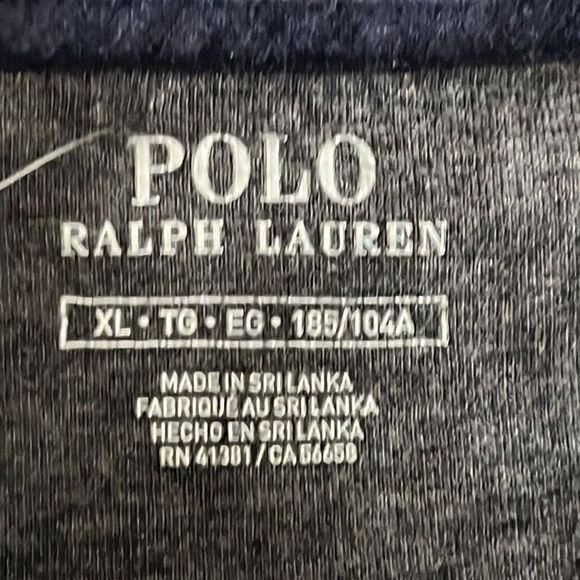 POLO
RALPH LAUREN
XL • TG • EG • 185/104A
MADE IN SRI LANKA
FABRIQUÉ AU SRI LANKA
HECHO EN SRI LANKA
RN 41381 / CA 56658